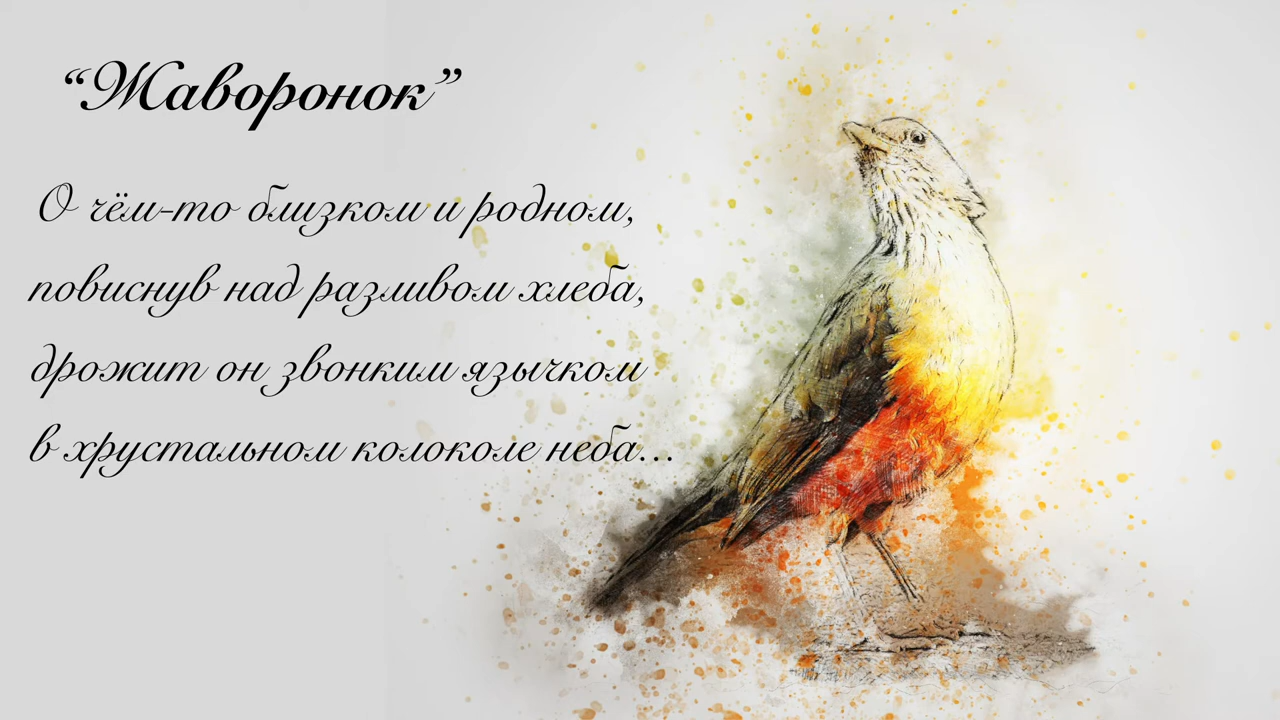 “Жаворонок”
О чём-то близком и родном,
повиснув над разливом хлеба,
дрожит он звонким язычком
в хрустальном колоколе неба...